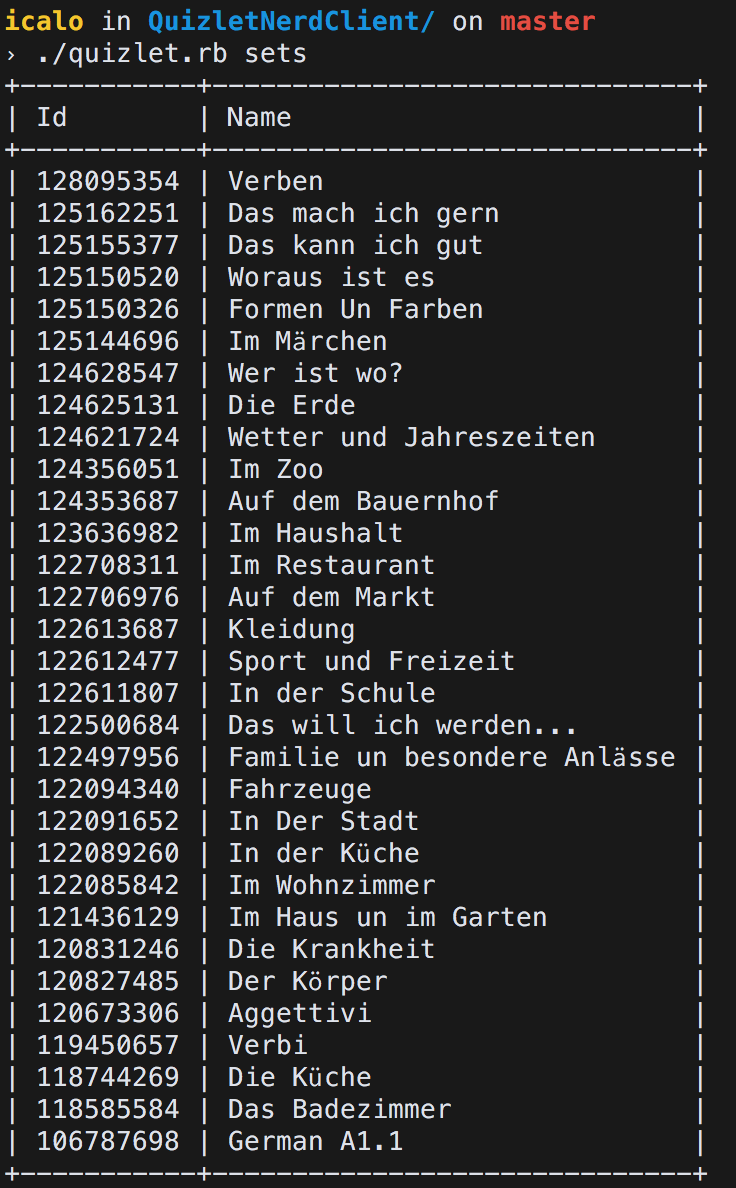 icalo in QuizletNerdClient/ on master
› ./quizlet.rb sets
+-----------+------------------------------+
| Id        | Name                         |
+-----------+------------------------------+
| 128095354 | Verben                       |
| 125162251 | Das mach ich gern            |
| 125155377 | Das kann ich gut             |
| 125150520 | Woraus ist es                |
| 125150326 | Formen Un Farben             |
| 125144696 | Im Märchen                   |
| 124628547 | Wer ist wo?                  |
| 124625131 | Die Erde                     |
| 124621724 | Wetter und Jahreszeiten      |
| 124356051 | Im Zoo                       |
| 124353687 | Auf dem Bauernhof            |
| 123636982 | Im Haushalt                  |
| 122708311 | Im Restaurant                |
| 122706976 | Auf dem Markt                |
| 122613687 | Kleidung                     |
| 122612477 | Sport und Freizeit           |
| 122611807 | In der Schule                |
| 122500684 | Das will ich werden...       |
| 122497956 | Familie un besondere Anlässe |
| 122094340 | Fahrzeuge                    |
| 122091652 | In Der Stadt                 |
| 122089260 | In der Küche                 |
| 122085842 | Im Wohnzimmer                |
| 121436129 | Im Haus un im Garten         |
| 120831246 | Die Krankheit                |
| 120827485 | Der Körper                   |
| 120673306 | Aggettivi                    |
| 119450657 | Verbi                        |
| 118744269 | Die Küche                    |
| 118585584 | Das Badezimmer               |
| 106787698 | German A1.1                  |
+-----------+------------------------------+